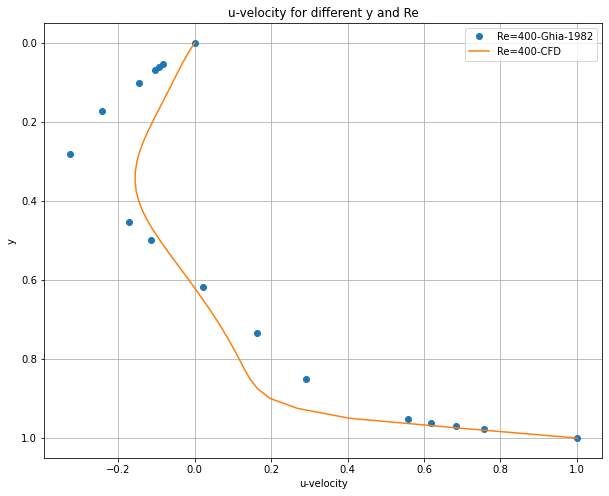 u-velocity for different y and Re
Re=400-Ghia-1982
Re=400-CFD
0.0
0.2
0.4
0.6
0.8
1.0
y
−0.2
0.0
0.2
0.4
0.6
0.8
1.0
u-velocity